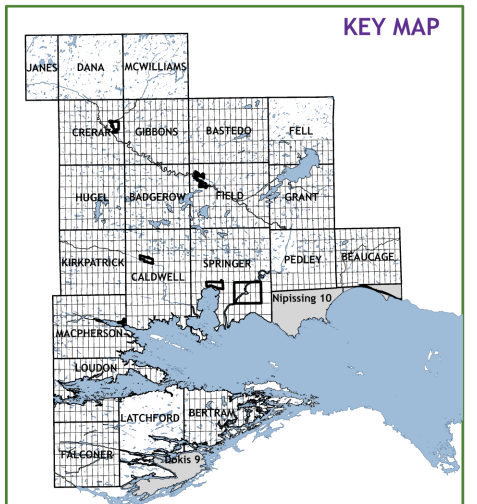 KEY MAP
JANES DANA MCWILLIAMS
CRERAR GIBBONS BASTEDO FELL
HUGEL BADGEROW FIELD GRANT
KIRKPATRICK CALDWELL SPRINGER PEDLEY BEAUCAGE
Nipissing 10
MACPHERSON
LOUDON
LATCHFORD BERTRAM
FALCONER Dokis 9